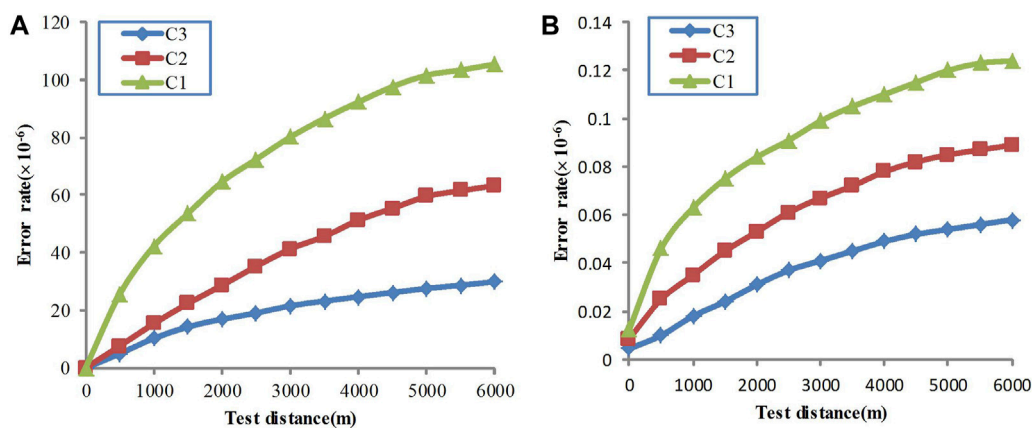 A
C3
C2
C1
120
100
80
60
40
20
0
Error rate(× 10⁻⁶)
0 1000 2000 3000 4000 5000 6000
Test distance(m)
B
C3
C2
C1
0.14
0.12
0.1
0.08
0.06
0.04
0.02
0
Error rate(× 10⁻⁶)
0 1000 2000 3000 4000 5000 6000
Test distance(m)